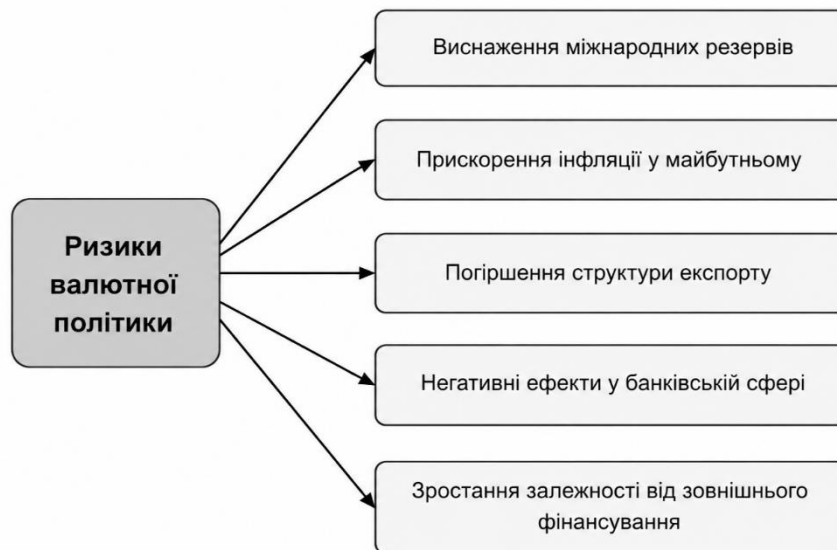 Ризики
валютної
політики
Виснаження міжнародних резервів
Прискорення інфляції у майбутньому
Погіршення структури експорту
Негативні ефекти у банківській сфері
Зростання залежності від зовнішнього
фінансування